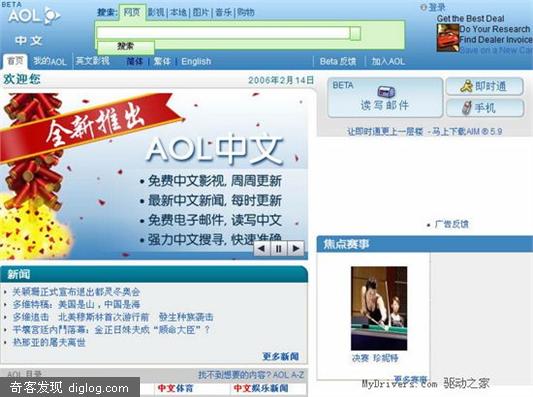 BETA
AOL
中文
搜索: 网页 影视 本地 图片 音乐 购物
搜索
登录
Get the Best Deal
Do Your Research
Find Dealer Invoice
Save on a New Car
首页 我的AOL 英文影视 简体 繁体 English Beta 反馈 加入AOL
欢迎您 2006年2月14日
全新推出
AOL中文
• 免费中文影视, 周周更新
• 最新中文新闻, 每时更新
• 免费电子邮件, 读写中文
• 强力中文搜寻, 快速准确
BETA
读写邮件
即时通
手机
让即时通更上一层楼 - 马上下载AIM ® 5.9
• 广告反馈
焦点赛事
决赛 珍妮特
更多赛事
新闻
关颖珊正式宣布退出都灵冬奥会
多维特稿: 美国是山，中国是海
多维追击 北美穆斯林首次游行前 发生种族袭击
平壤宫廷内鬥落幕: 金正日妹夫成“顾命大臣”?
热那亚的屠夫离世
更多新闻
AOL 目录 找不到想要的内容? AOL A-Z
中文体育 中文娱乐新闻
奇客发现 diglog.com
MyDrivers.com 驱动之家